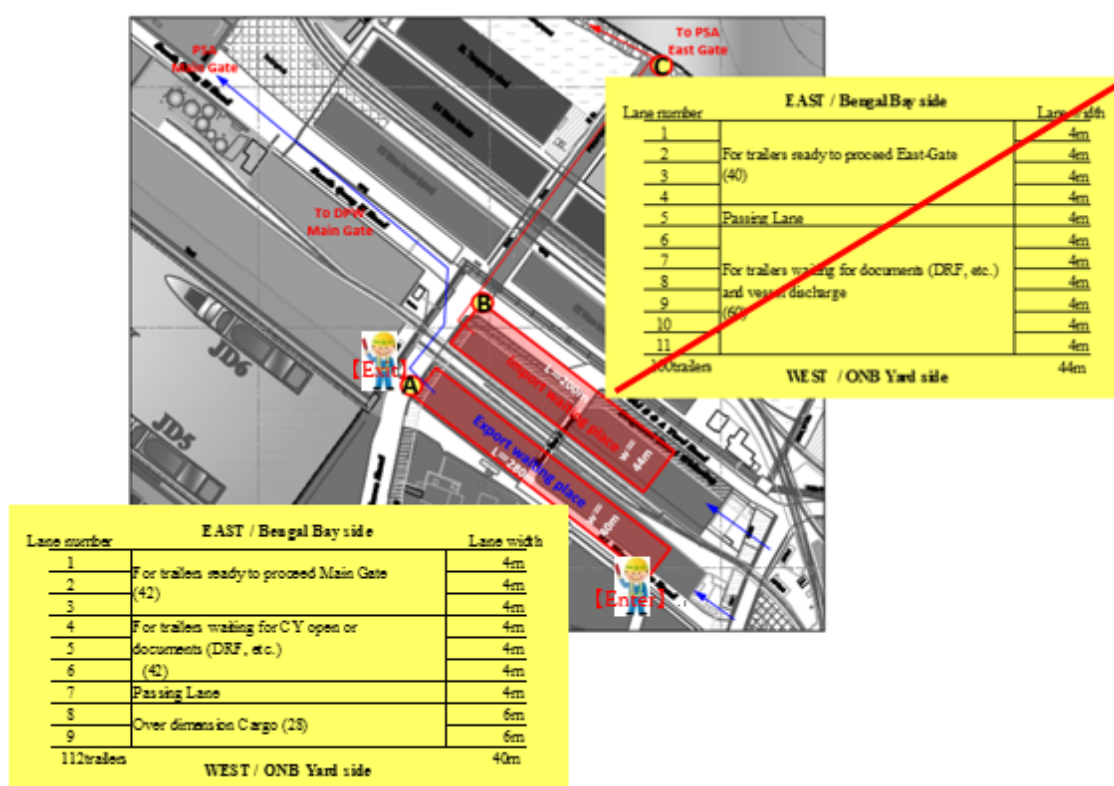 To PSA
East Gate
PSA
Main Gate
C
To DPW
Main Gate
B
【Exit】
A
JD6
JD5
Import waiting place
W=
44m
Export waiting place
L=280m
【Enter】
EAST / Bengal Bay side
Lane number
Lane width
1 4m
2 For trailers ready to proceed East-Gate 4m
3 (40) 4m
4 4m
5 Passing Lane 4m
6 4m
7 4m
8 For trailers waiting for documents (DRF, etc.) 4m
9 and vessel discharge 4m
10 (60) 4m
11 4m
100trailers 44m
WEST / ONB Yard side
EAST / Bengal Bay side
Lane number
Lane width
1 For trailers ready to proceed Main Gate 4m
2 (42) 4m
3 4m
4 For trailers waiting for CY open or 4m
5 documents (DRF, etc.) 4m
6 (42) 4m
7 Passing Lane 4m
8 Over dimension Cargo (28) 6m
9 6m
112trailers 40m
WEST / ONB Yard side